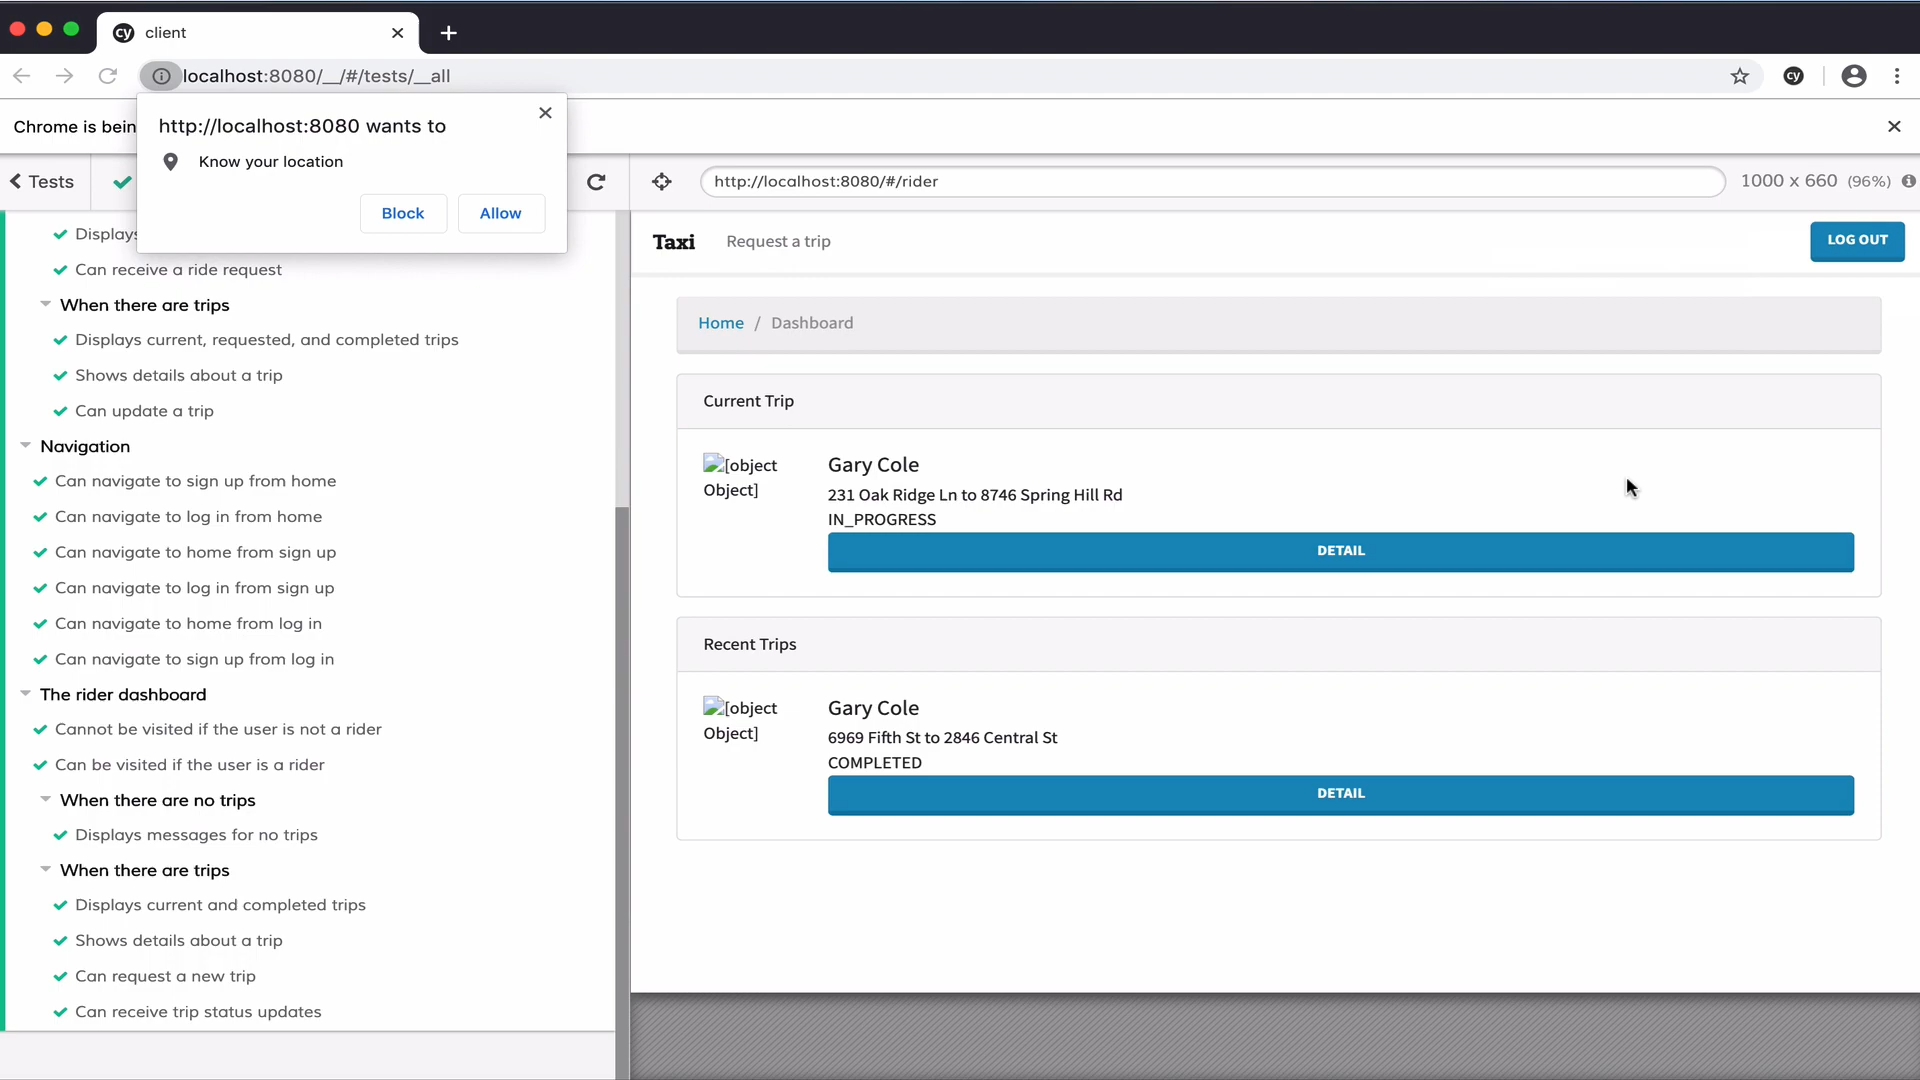 client
localhost:8080/__/#/tests/__all
Chrome is bein
http://localhost:8080 wants to
Know your location
Block
Allow
Tests
http://localhost:8080/#/rider
1000 x 660 (96%)
Displays
Can receive a ride request
When there are trips
Displays current, requested, and completed trips
Shows details about a trip
Can update a trip
Navigation
Can navigate to sign up from home
Can navigate to log in from home
Can navigate to home from sign up
Can navigate to log in from sign up
Can navigate to home from log in
Can navigate to sign up from log in
The rider dashboard
Cannot be visited if the user is not a rider
Can be visited if the user is a rider
When there are no trips
Displays messages for no trips
When there are trips
Displays current and completed trips
Shows details about a trip
Can request a new trip
Can receive trip status updates
Taxi
Request a trip
LOG OUT
Home / Dashboard
Current Trip
[object
Object]
Gary Cole
231 Oak Ridge Ln to 8746 Spring Hill Rd
IN_PROGRESS
DETAIL
Recent Trips
[object
Object]
Gary Cole
6969 Fifth St to 2846 Central St
COMPLETED
DETAIL
cy
cy